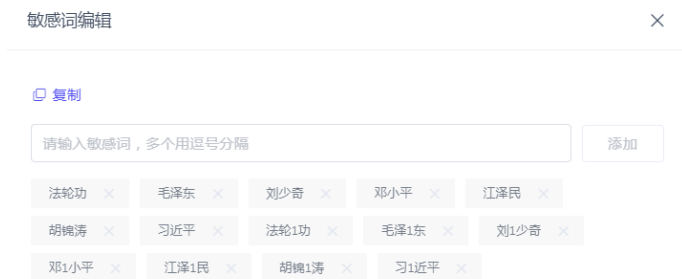 敏感词编辑
复制
请输入敏感词，多个用逗号分隔 添加
法轮功 毛泽东 刘少奇 邓小平 江泽民
胡锦涛 习近平 法轮1功 毛泽1东 刘1少奇
邓1小平 江泽1民 胡锦1涛 习1近平